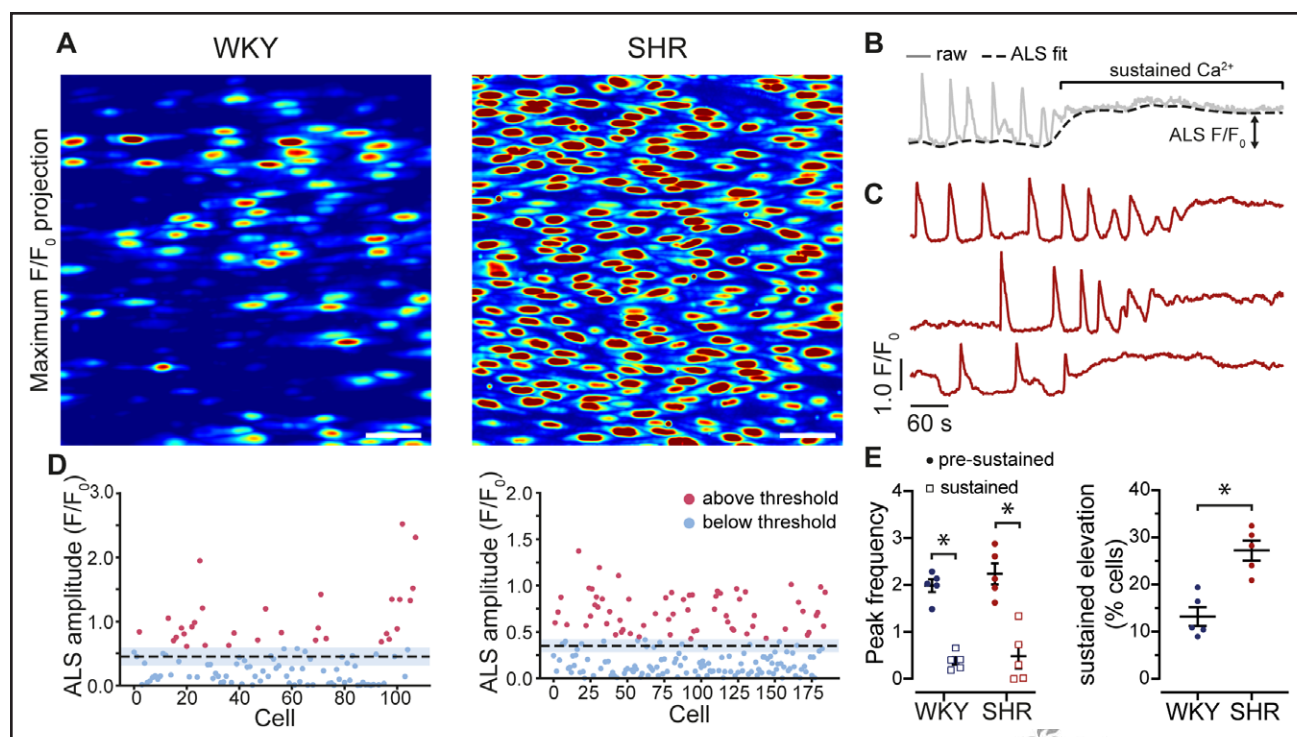 A
WKY
SHR
Maximum F/F0 projection
B
raw
ALS fit
sustained Ca2+
ALS F/F0
C
1.0 F/F0
60 s
D
ALS amplitude (F/F0)
3.0
2.0
1.0
0.0
0 20 40 60 80 100
Cell
ALS amplitude (F/F0)
2.0
1.5
1.0
0.5
0.0
above threshold
below threshold
0 25 50 75 100 125 150 175
Cell
E
pre-sustained
sustained
Peak frequency
4
2
0
*
*
WKY SHR
sustained elevation
(% cells)
40
30
20
10
0
*
WKY SHR